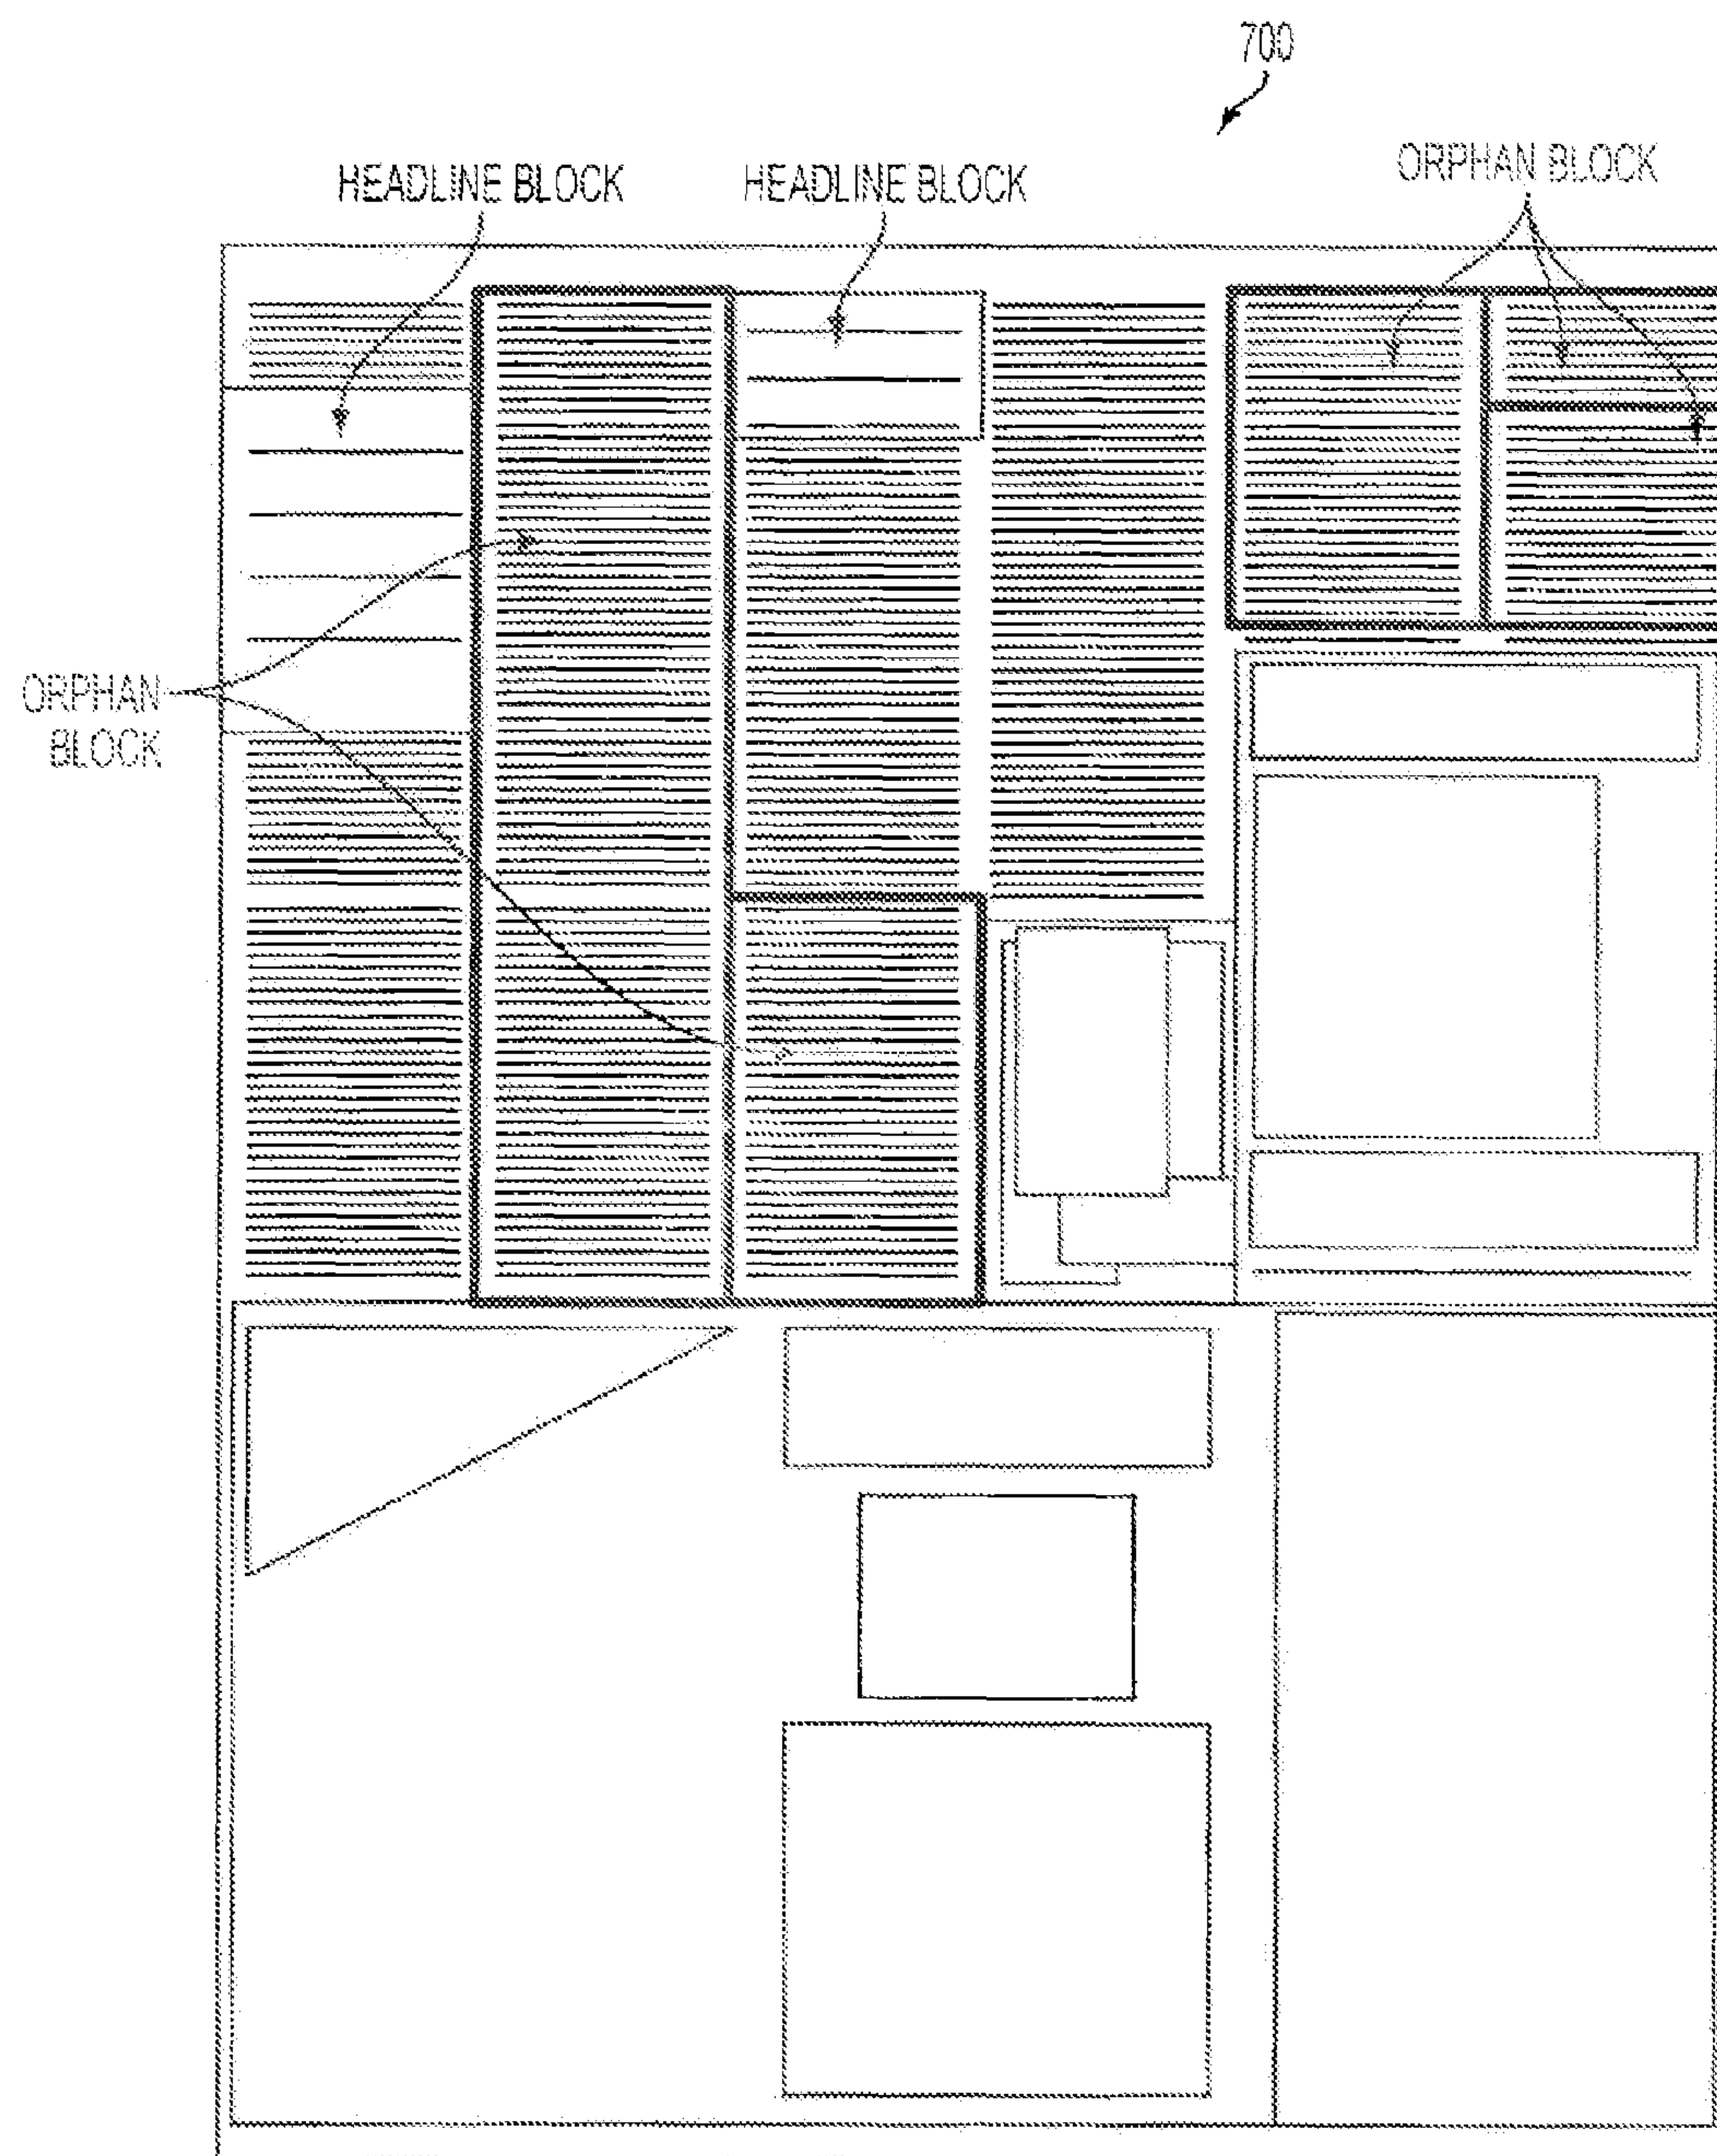 700
HEADLINE BLOCK
HEADLINE BLOCK
ORPHAN BLOCK
ORPHAN
BLOCK